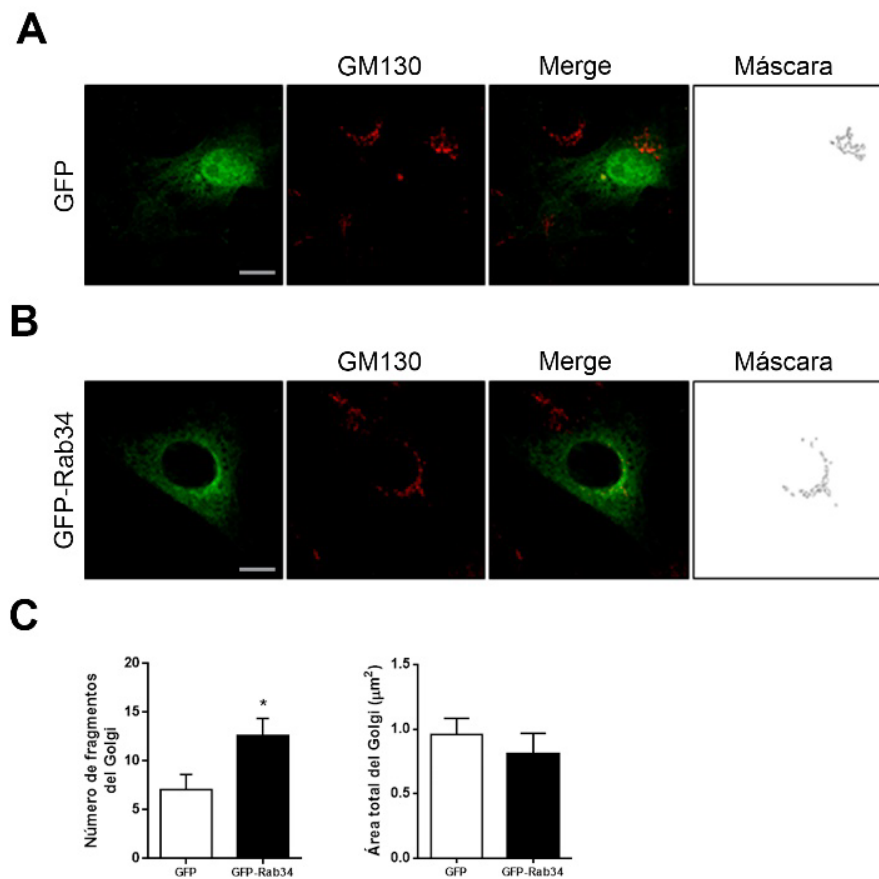 A
GM130 Merge Máscara
GFP
B
GM130 Merge Máscara
GFP-Rab34
C
Número de fragmentos
del Golgi
20
15
10
5
0
*
GFP GFP-Rab34
Área total del Golgi (μm²)
1.5
1.0
0.5
0.0
GFP GFP-Rab34